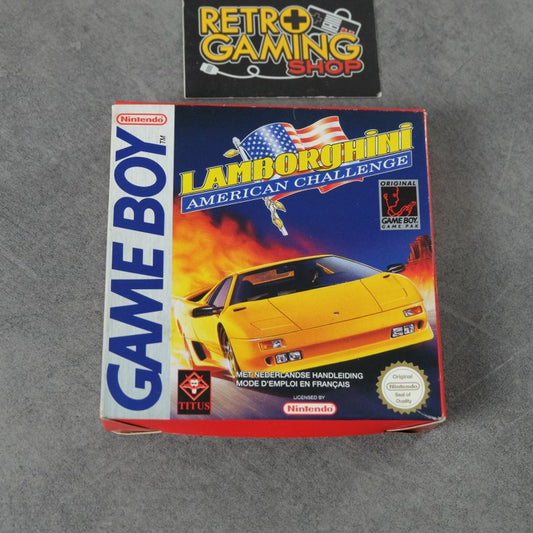 RETRO
GAMING
SHOP
Nintendo
GAME BOY™
LAMBORGHINI
AMERICAN CHALLENGE
ORIGINAL
GAME BOY
GAME PAK
MET NEDERLANDSE HANDLEIDING
MODE D'EMPLOI EN FRANÇAIS
TITUS
LICENSED BY
Nintendo
Original
Nintendo
Seal of
Quality